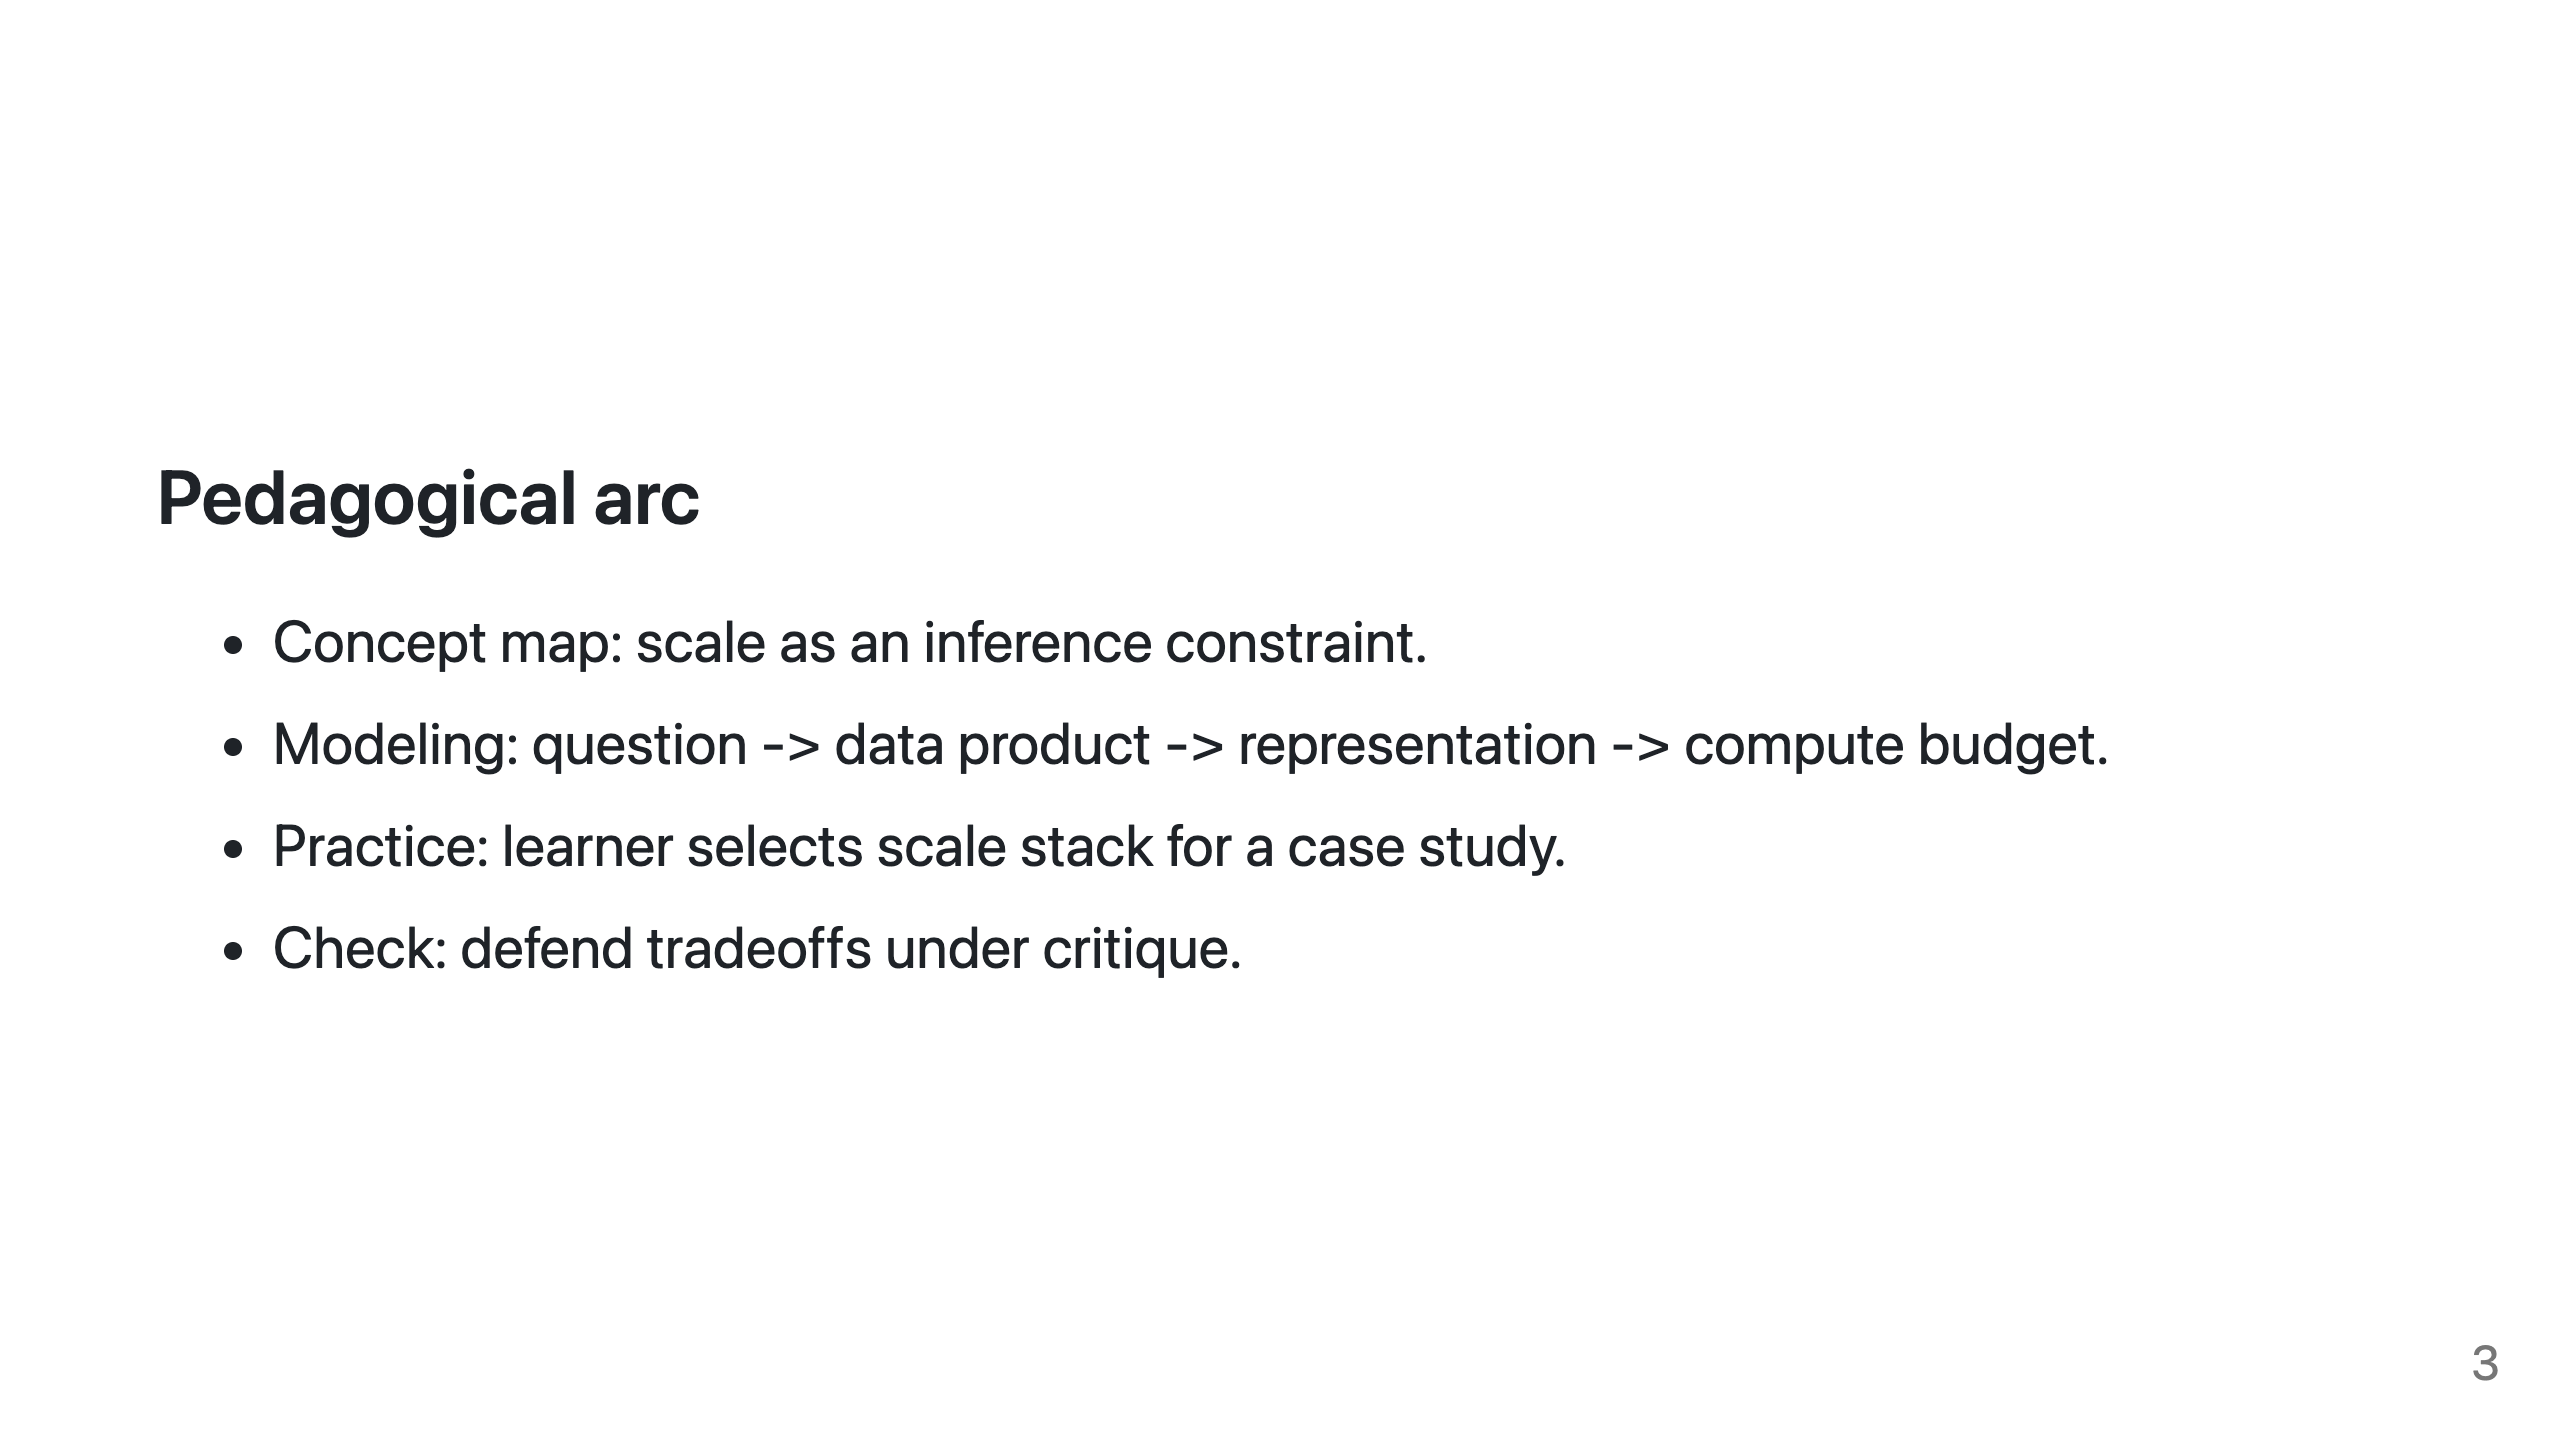 Pedagogical arc
• Concept map: scale as an inference constraint.
• Modeling: question -> data product -> representation -> compute budget.
• Practice: learner selects scale stack for a case study.
• Check: defend tradeoffs under critique.
3